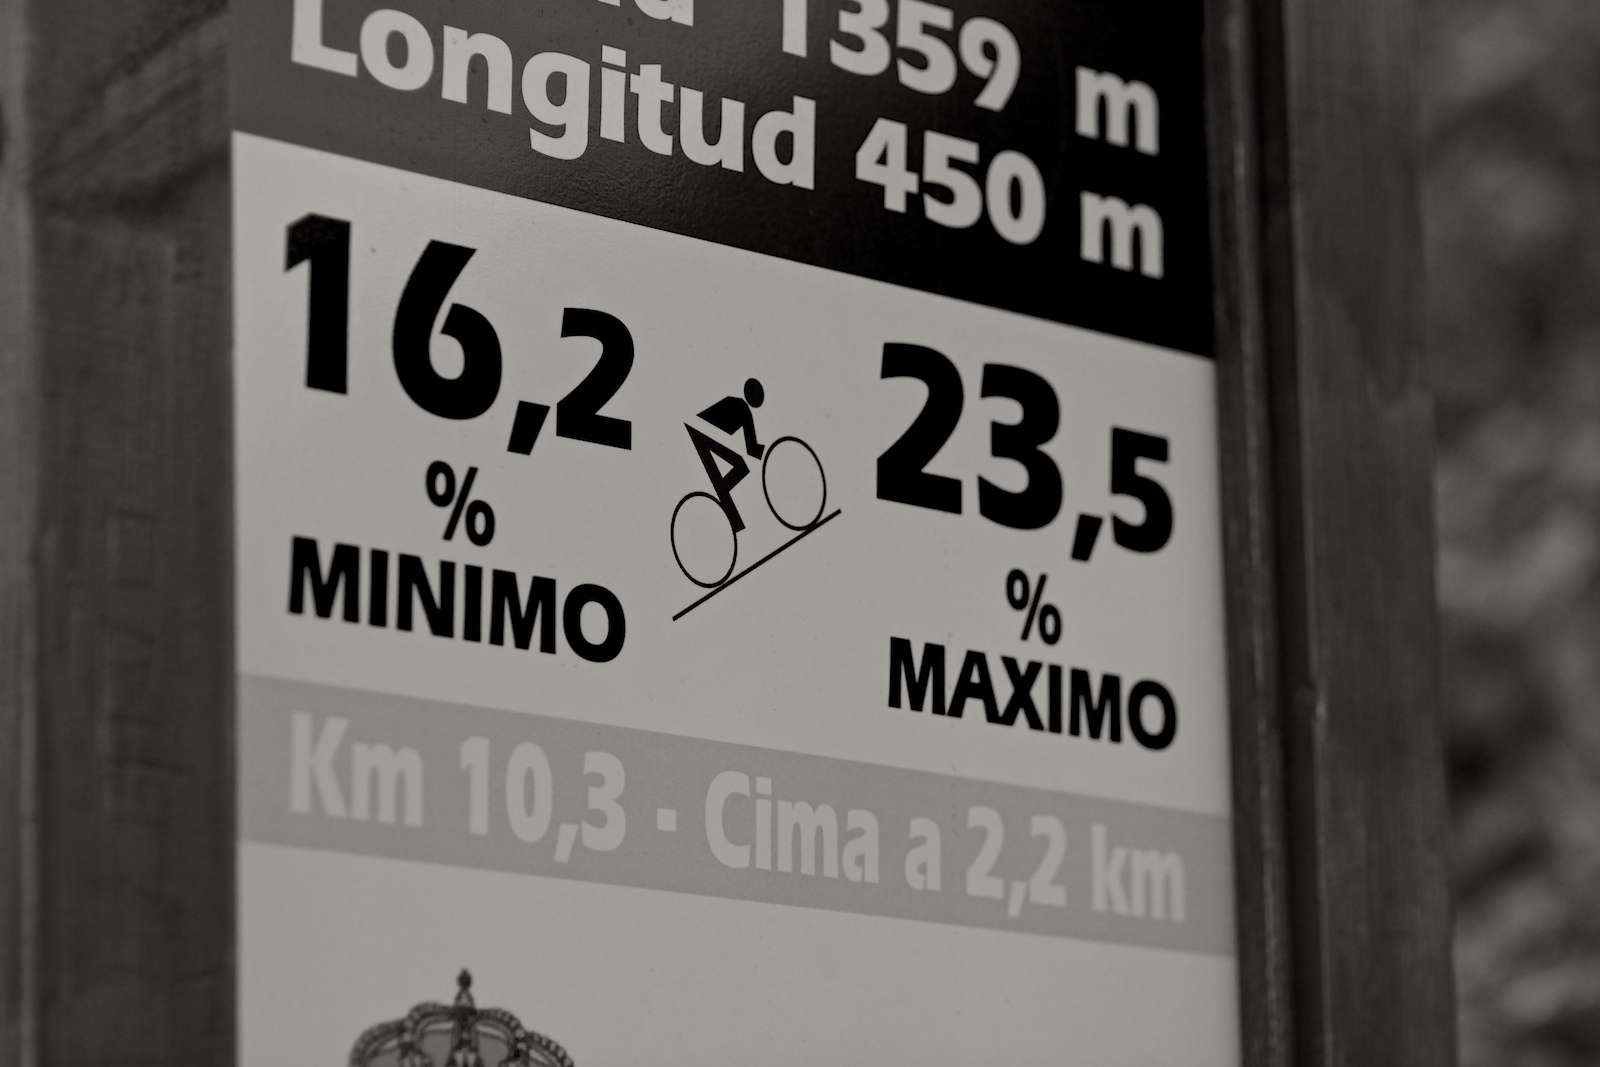 1359 m
Longitud 450 m
16,2
%
MINIMO
23,5
%
MAXIMO
Km 10,3 · Cima a 2,2 km